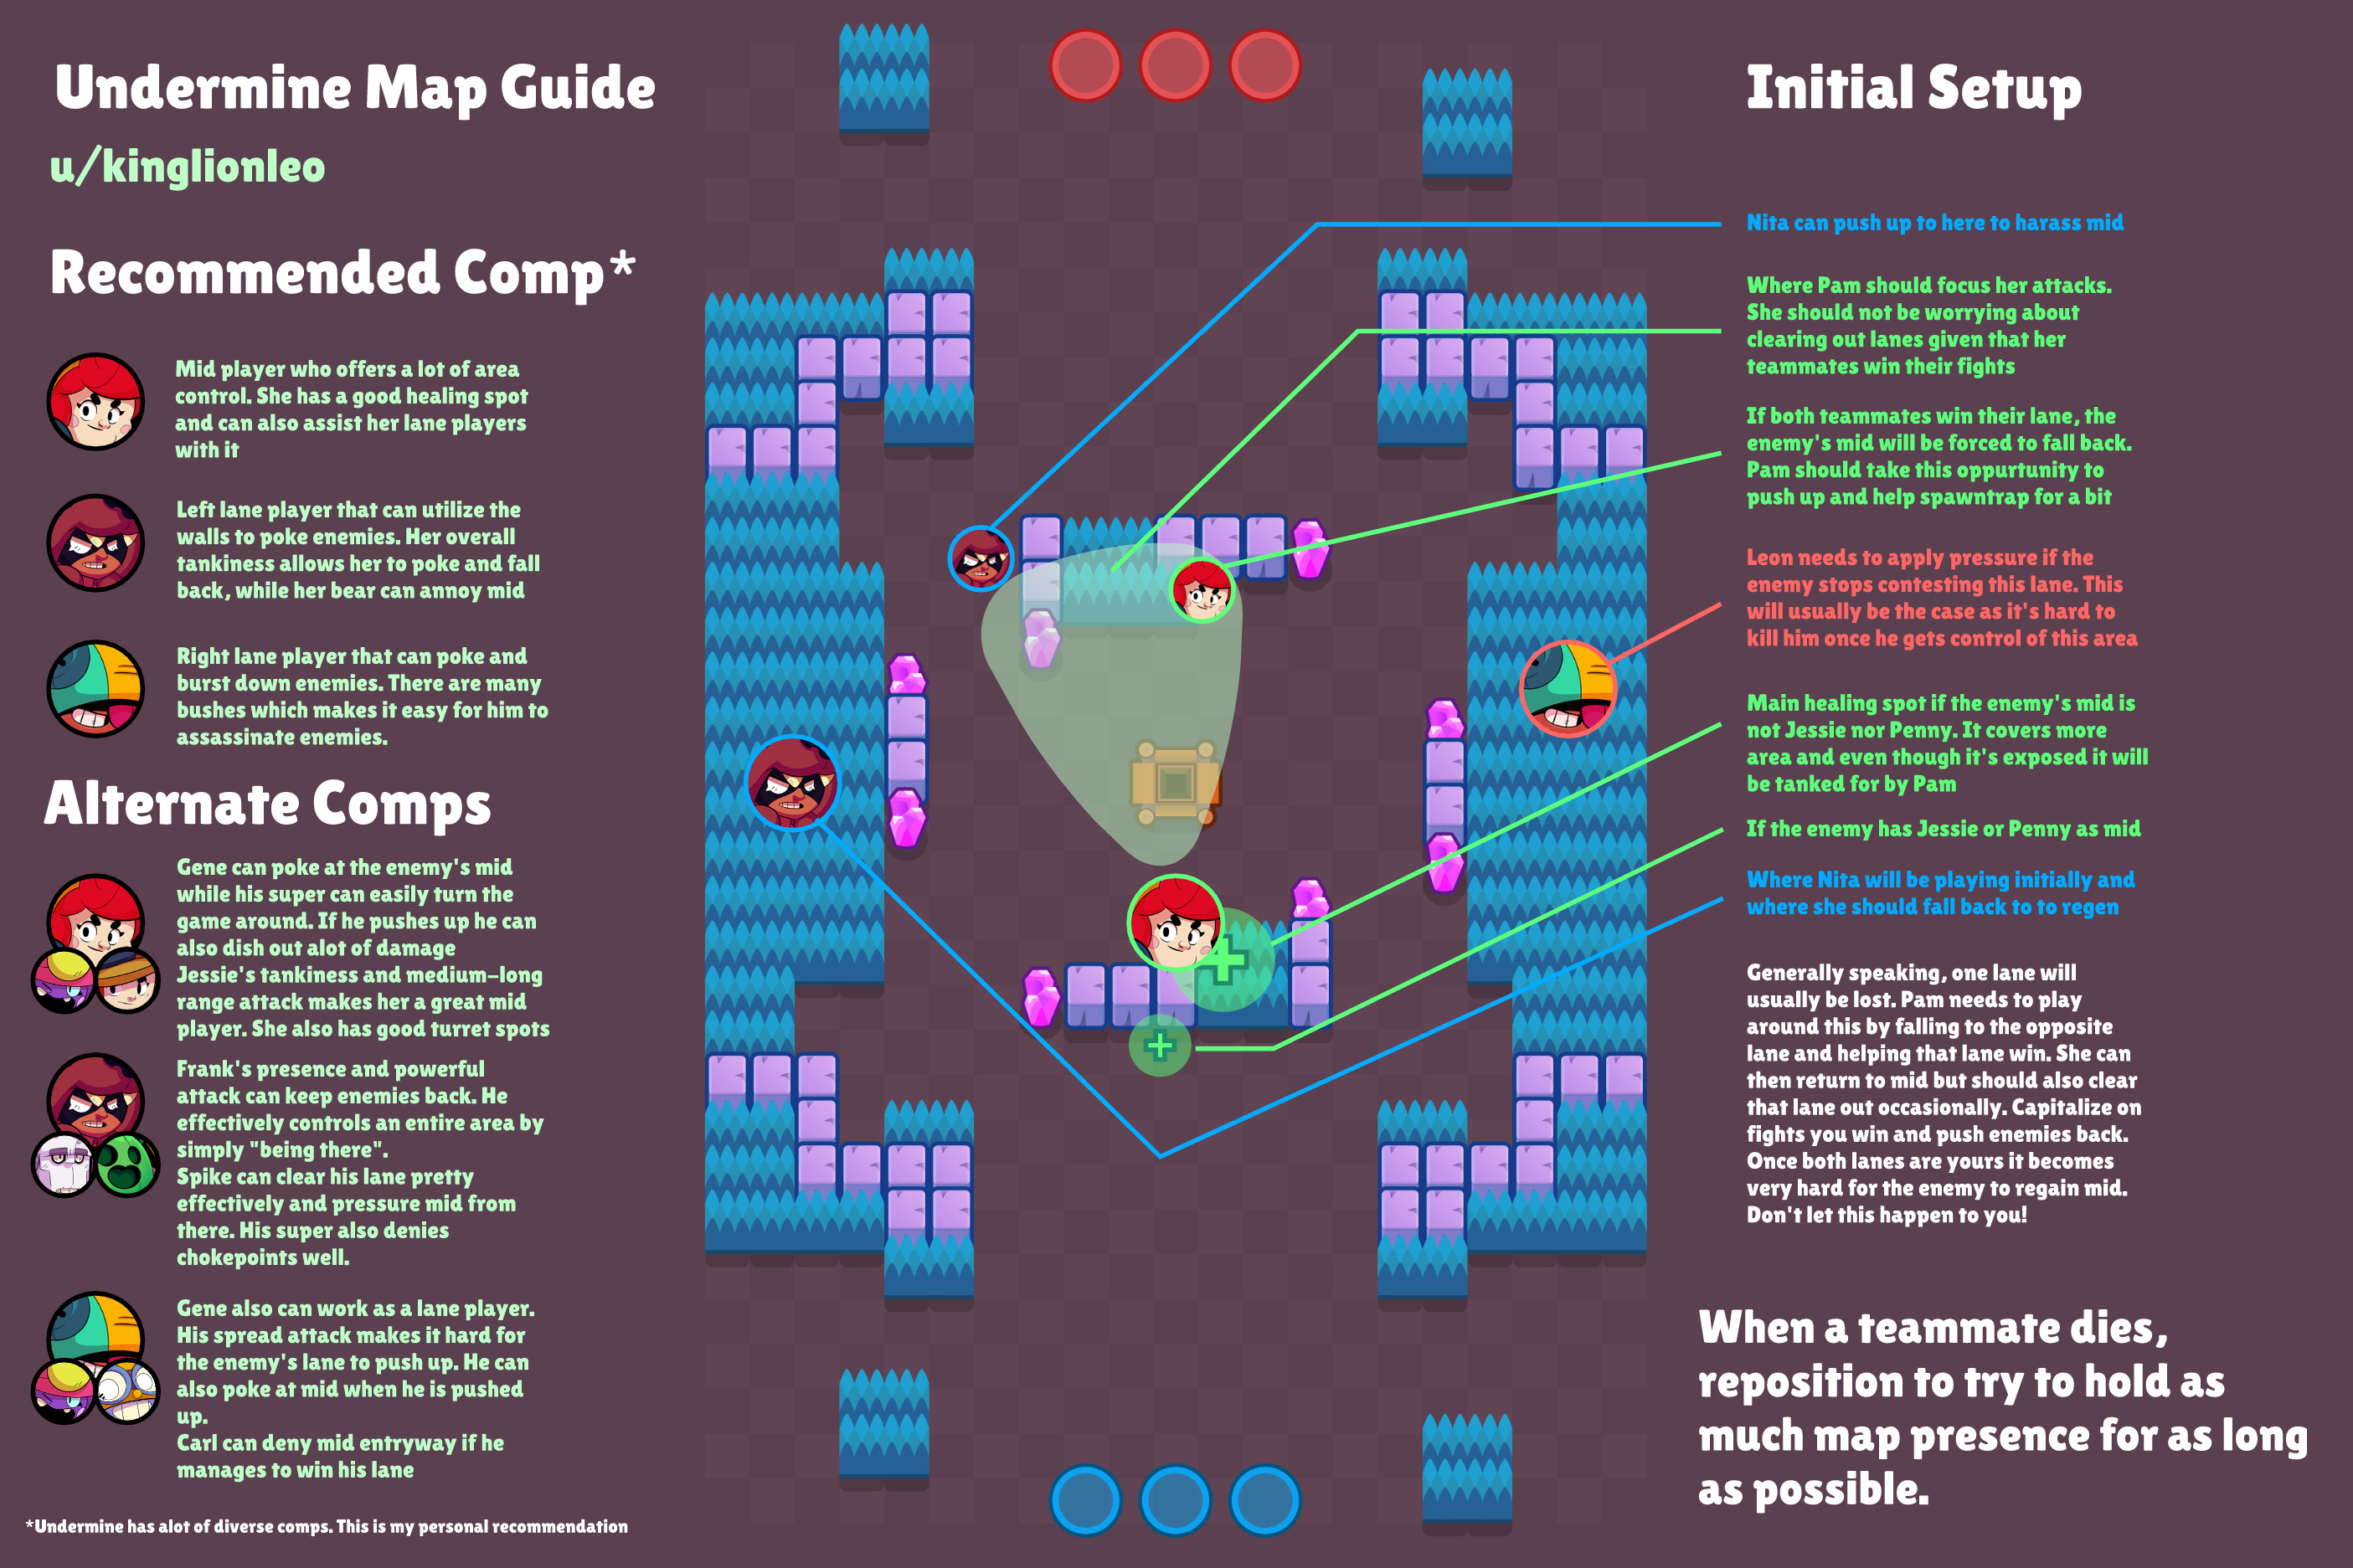 Undermine Map Guide
u/kinglionleo
Recommended Comp*
Mid player who offers a lot of area
control. She has a good healing spot
and can also assist her lane players
with it
Left lane player that can utilize the
walls to poke enemies. Her overall
tankiness allows her to poke and fall
back, while her bear can annoy mid
Right lane player that can poke and
burst down enemies. There are many
bushes which makes it easy for him to
assassinate enemies.
Alternate Comps
Gene can poke at the enemy's mid
while his super can easily turn the
game around. If he pushes up he can
also dish out alot of damage
Jessie's tankiness and medium-long
range attack makes her a great mid
player. She also has good turret spots
Frank's presence and powerful
attack can keep enemies back. He
effectively controls an entire area by
simply "being there".
Spike can clear his lane pretty
effectively and pressure mid from
there. His super also denies
chokepoints well.
Gene also can work as a lane player.
His spread attack makes it hard for
the enemy's lane to push up. He can
also poke at mid when he is pushed
up.
Carl can deny mid entryway if he
manages to win his lane
*Undermine has alot of diverse comps. This is my personal recommendation
Initial Setup
Nita can push up to here to harass mid
Where Pam should focus her attacks.
She should not be worrying about
clearing out lanes given that her
teammates win their fights
If both teammates win their lane, the
enemy's mid will be forced to fall back.
Pam should take this oppurtunity to
push up and help spawntrap for a bit
Leon needs to apply pressure if the
enemy stops contesting this lane. This
will usually be the case as it's hard to
kill him once he gets control of this area
Main healing spot if the enemy's mid is
not Jessie nor Penny. It covers more
area and even though it's exposed it will
be tanked for by Pam
If the enemy has Jessie or Penny as mid
Where Nita will be playing initially and
where she should fall back to to regen
Generally speaking, one lane will
usually be lost. Pam needs to play
around this by falling to the opposite
lane and helping that lane win. She can
then return to mid but should also clear
that lane out occasionally. Capitalize on
fights you win and push enemies back.
Once both lanes are yours it becomes
very hard for the enemy to regain mid.
Don't let this happen to you!
When a teammate dies,
reposition to try to hold as
much map presence for as long
as possible.